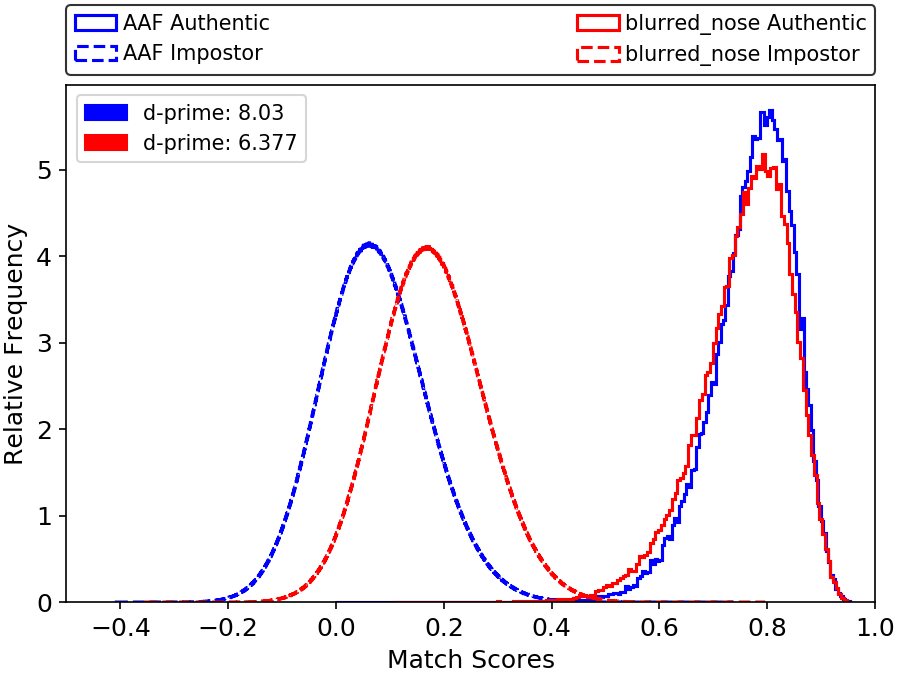 AAF Authentic
AAF Impostor
blurred_nose Authentic
blurred_nose Impostor
d-prime: 8.03
d-prime: 6.377
Relative Frequency
5
4
3
2
1
0
−0.4 −0.2 0.0 0.2 0.4 0.6 0.8 1.0
Match Scores